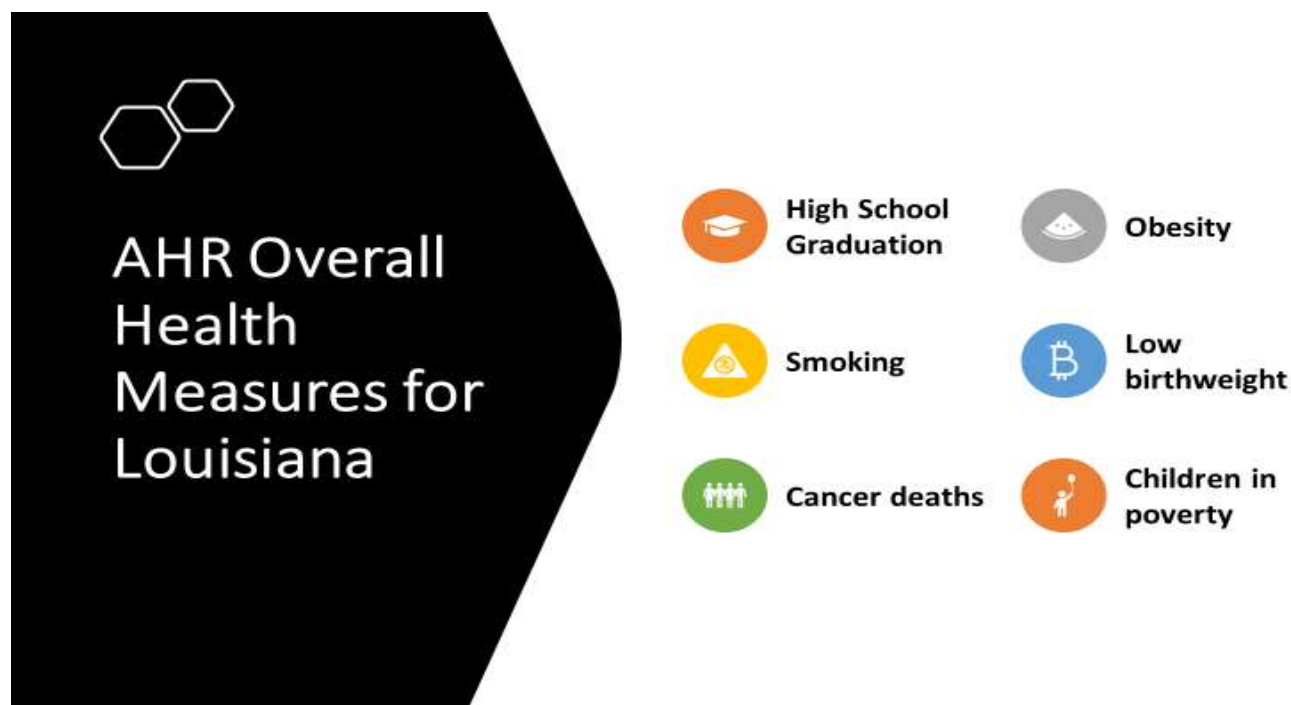 AHR Overall
Health
Measures for
Louisiana
High School
Graduation
Obesity
Smoking
Low
birthweight
Cancer deaths
Children in
poverty